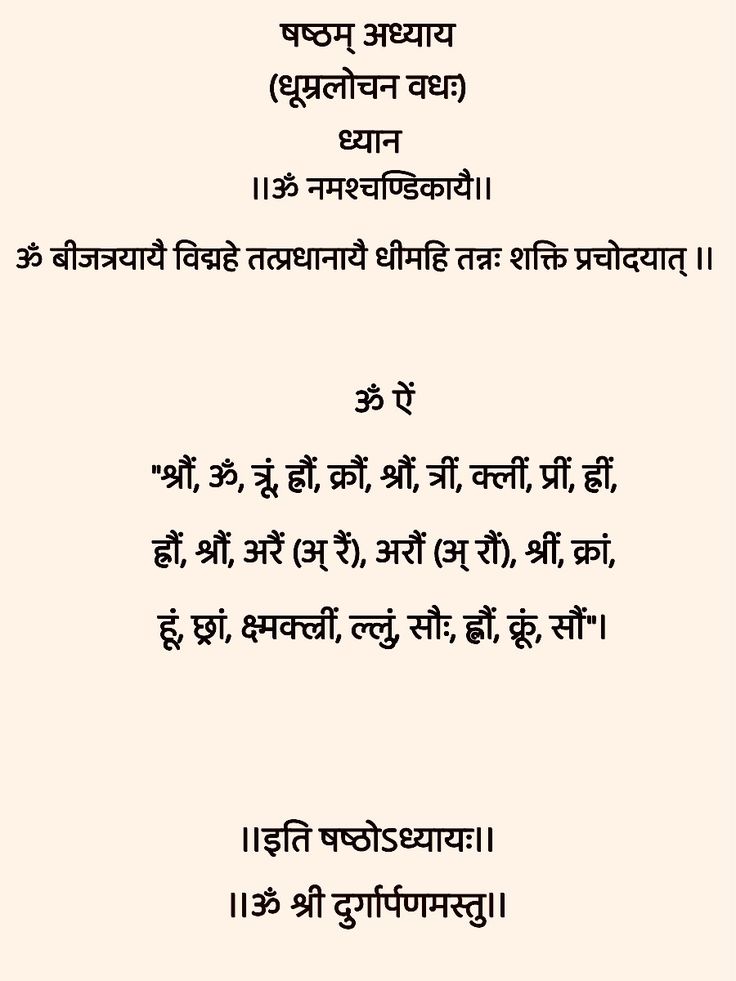 षष्ठम् अध्याय
(धूम्रलोचन वधः)
ध्यान
।।ॐ नमश्चण्डिकायै।।
ॐ बीजत्रयायै विद्महे तत्प्रधानायै धीमहि तन्नः शक्ति प्रचोदयात् ।।
ॐ ऐं
"श्रौं, ॐ, त्रूं, ह्रौं, क्रौं, श्रौं, त्रीं, क्लीं, प्रीं, ह्रीं,
ह्रौं, श्रौं, अरैं (अ् रैं), अरौं (अ् रौं), श्रीं, क्रां,
हूं, छ्रां, क्ष्मक्ल्रीं, ल्लुं, सौः, ह्लौं, क्रूं, सौं"।
।।इति षष्ठोऽध्यायः।।
।।ॐ श्री दुर्गार्पणमस्तु।।